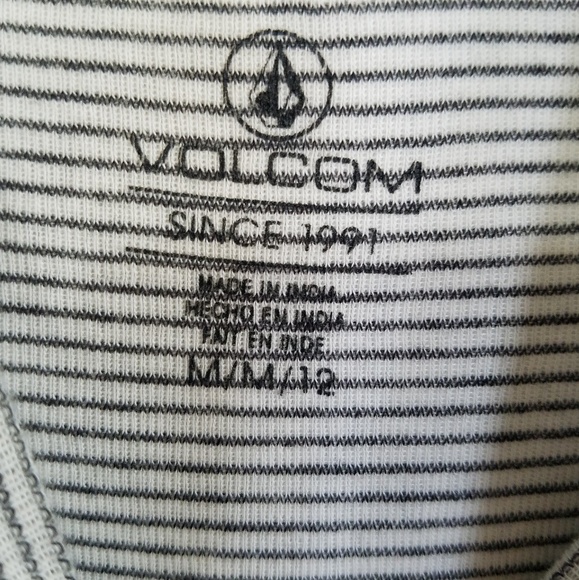 VOLCOM
SINCE 1991
MADE IN INDIA
HECHO EN INDIA
FAIT EN INDE
M/M/12